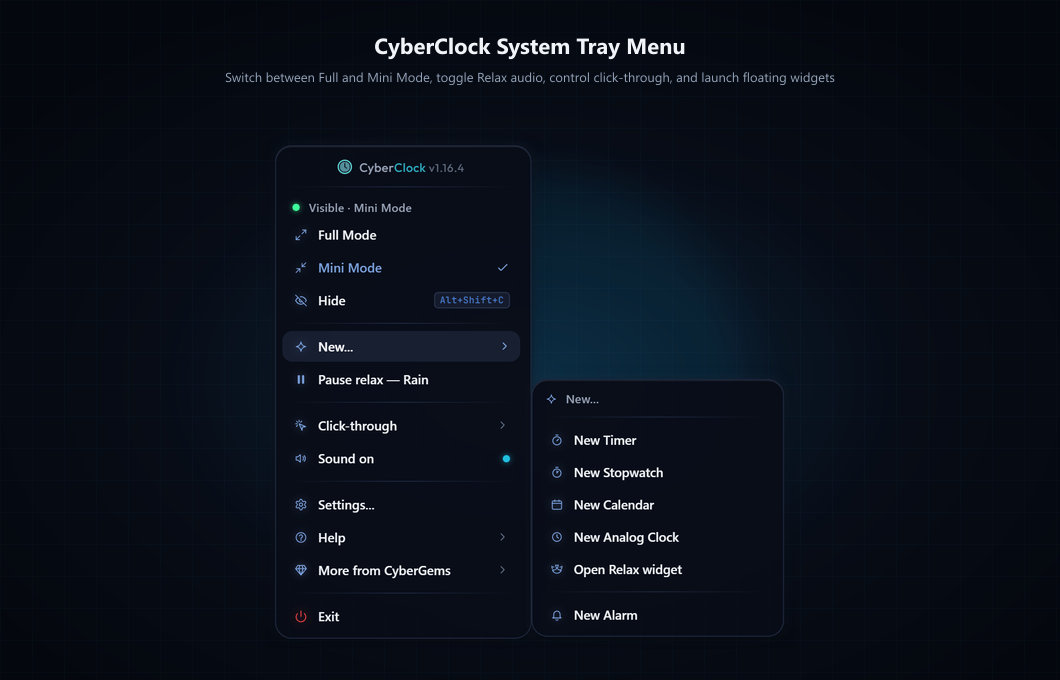 CyberClock System Tray Menu
Switch between Full and Mini Mode, toggle Relax audio, control click-through, and launch floating widgets
CyberClock v1.16.4
Visible · Mini Mode
Full Mode
Mini Mode
Hide Alt+Shift+C
New...
Pause relax — Rain
Click-through
Sound on
Settings...
Help
More from CyberGems
Exit
New...
New Timer
New Stopwatch
New Calendar
New Analog Clock
Open Relax widget
New Alarm